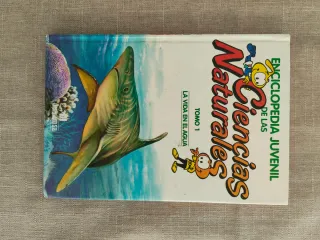 ENCICLOPEDIA JUVENIL
DE LAS
Ciencias
Naturales
TOMO 1
LA VIDA EN EL AGUA